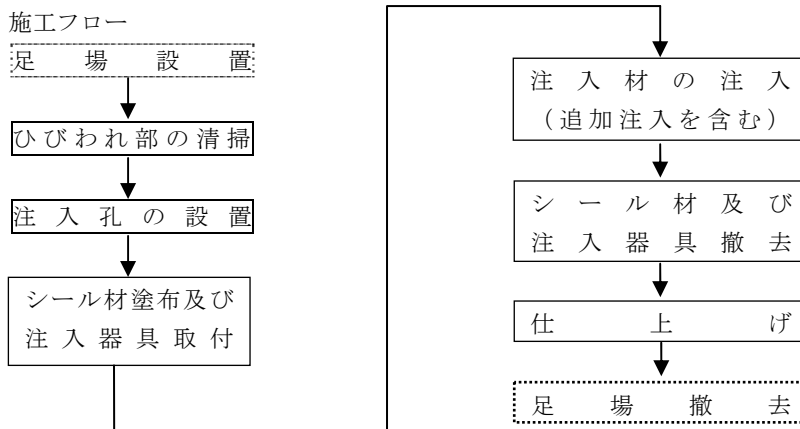 施工フロー
足場設置
ひびわれ部の清掃
注入孔の設置
シール材塗布及び
注入器具取付
注入材の注入
（追加注入を含む）
シール材及び
注入器具撤去
仕上げ
足場撤去